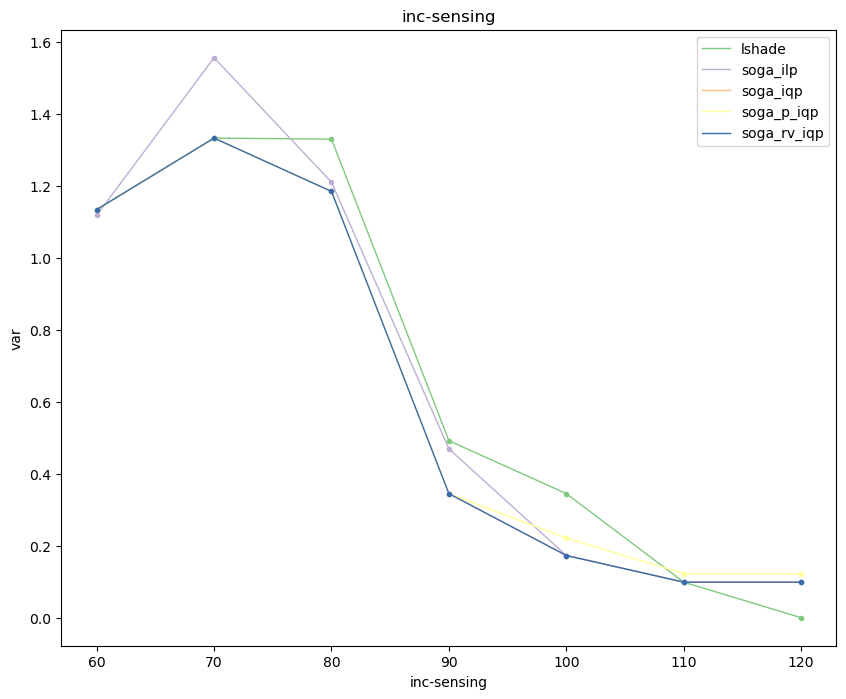 inc-sensing
lshade
soga_ilp
soga_iqp
soga_p_iqp
soga_rv_iqp
var
1.6
1.4
1.2
1.0
0.8
0.6
0.4
0.2
0.0
60 70 80 90 100 110 120
inc-sensing